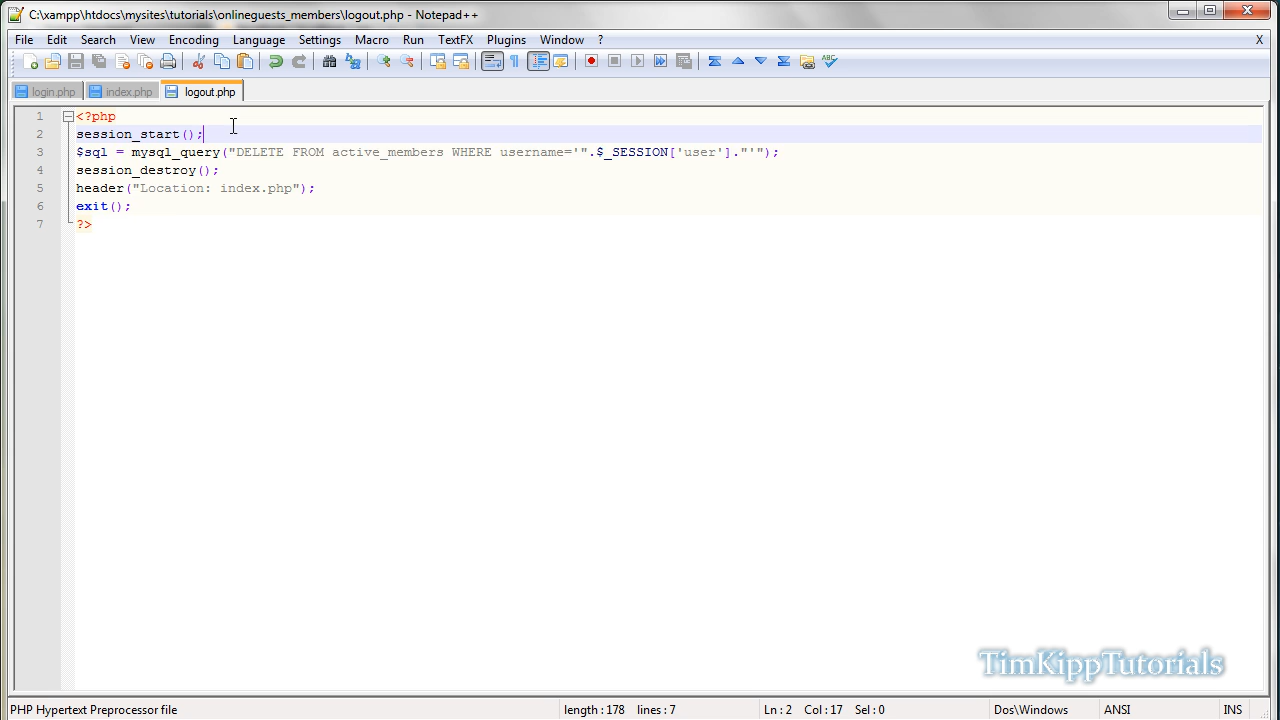 C:\xampp\htdocs\mysites\tutorials\onlineguests_members\logout.php - Notepad++
File Edit Search View Encoding Language Settings Macro Run TextFX Plugins Window ? X
login.php index.php logout.php
1 <?php
2 session_start();
3 $sql = mysql_query("DELETE FROM active_members WHERE username='".$_SESSION['user']."'");
4 session_destroy();
5 header("Location: index.php");
6 exit();
7 ?>
TimKippTutorials
PHP Hypertext Preprocessor file length : 178 lines : 7 Ln : 2 Col : 17 Sel : 0 Dos\Windows ANSI INS